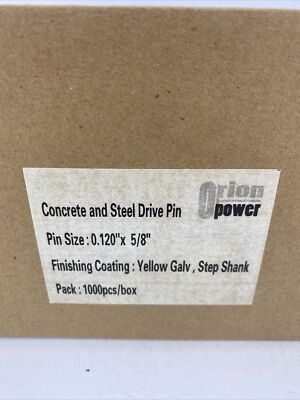 Orion
power
Concrete and Steel Drive Pin
Pin Size : 0.120"x 5/8"
Finishing Coating : Yellow Galv , Step Shank
Pack : 1000pcs/box